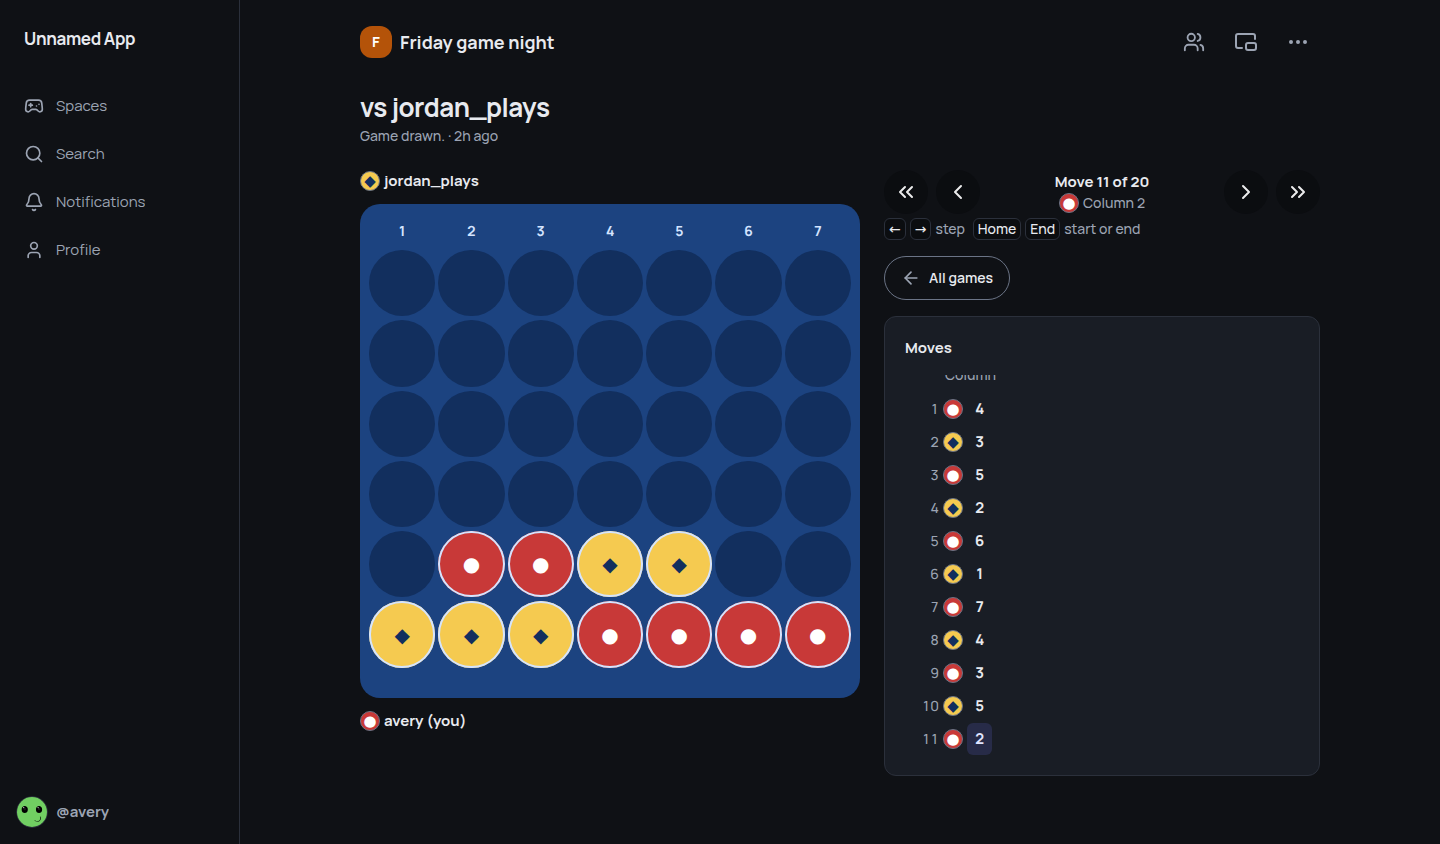 Unnamed App
Spaces
Search
Notifications
Profile
@avery
F Friday game night
vs jordan_plays
Game drawn. · 2h ago
jordan_plays
1 2 3 4 5 6 7
avery (you)
Move 11 of 20
Column 2
← → step Home End start or end
All games
Moves
Column
1 4
2 3
3 5
4 2
5 6
6 1
7 7
8 4
9 3
10 5
11 2